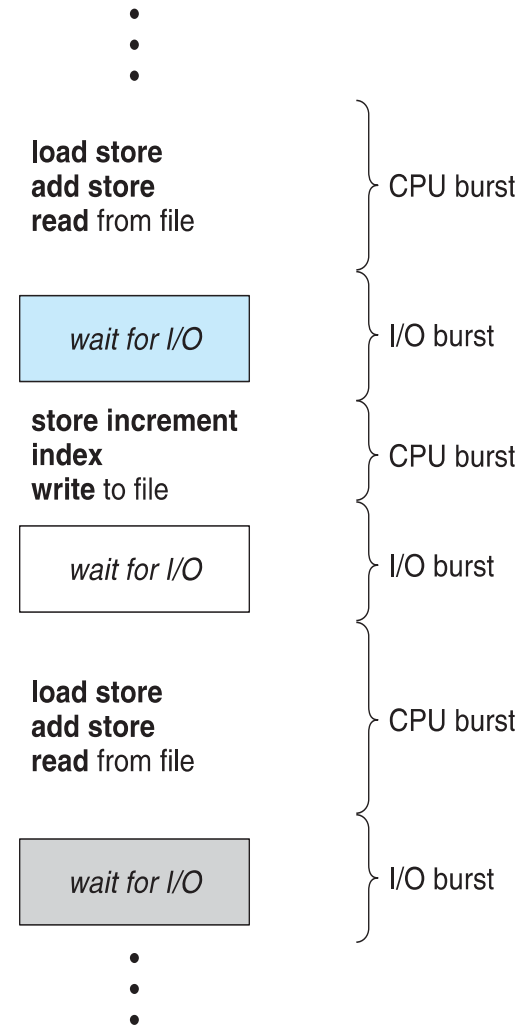 load store
add store
read from file
CPU burst
wait for I/O
I/O burst
store increment
index
write to file
CPU burst
wait for I/O
I/O burst
load store
add store
read from file
CPU burst
wait for I/O
I/O burst